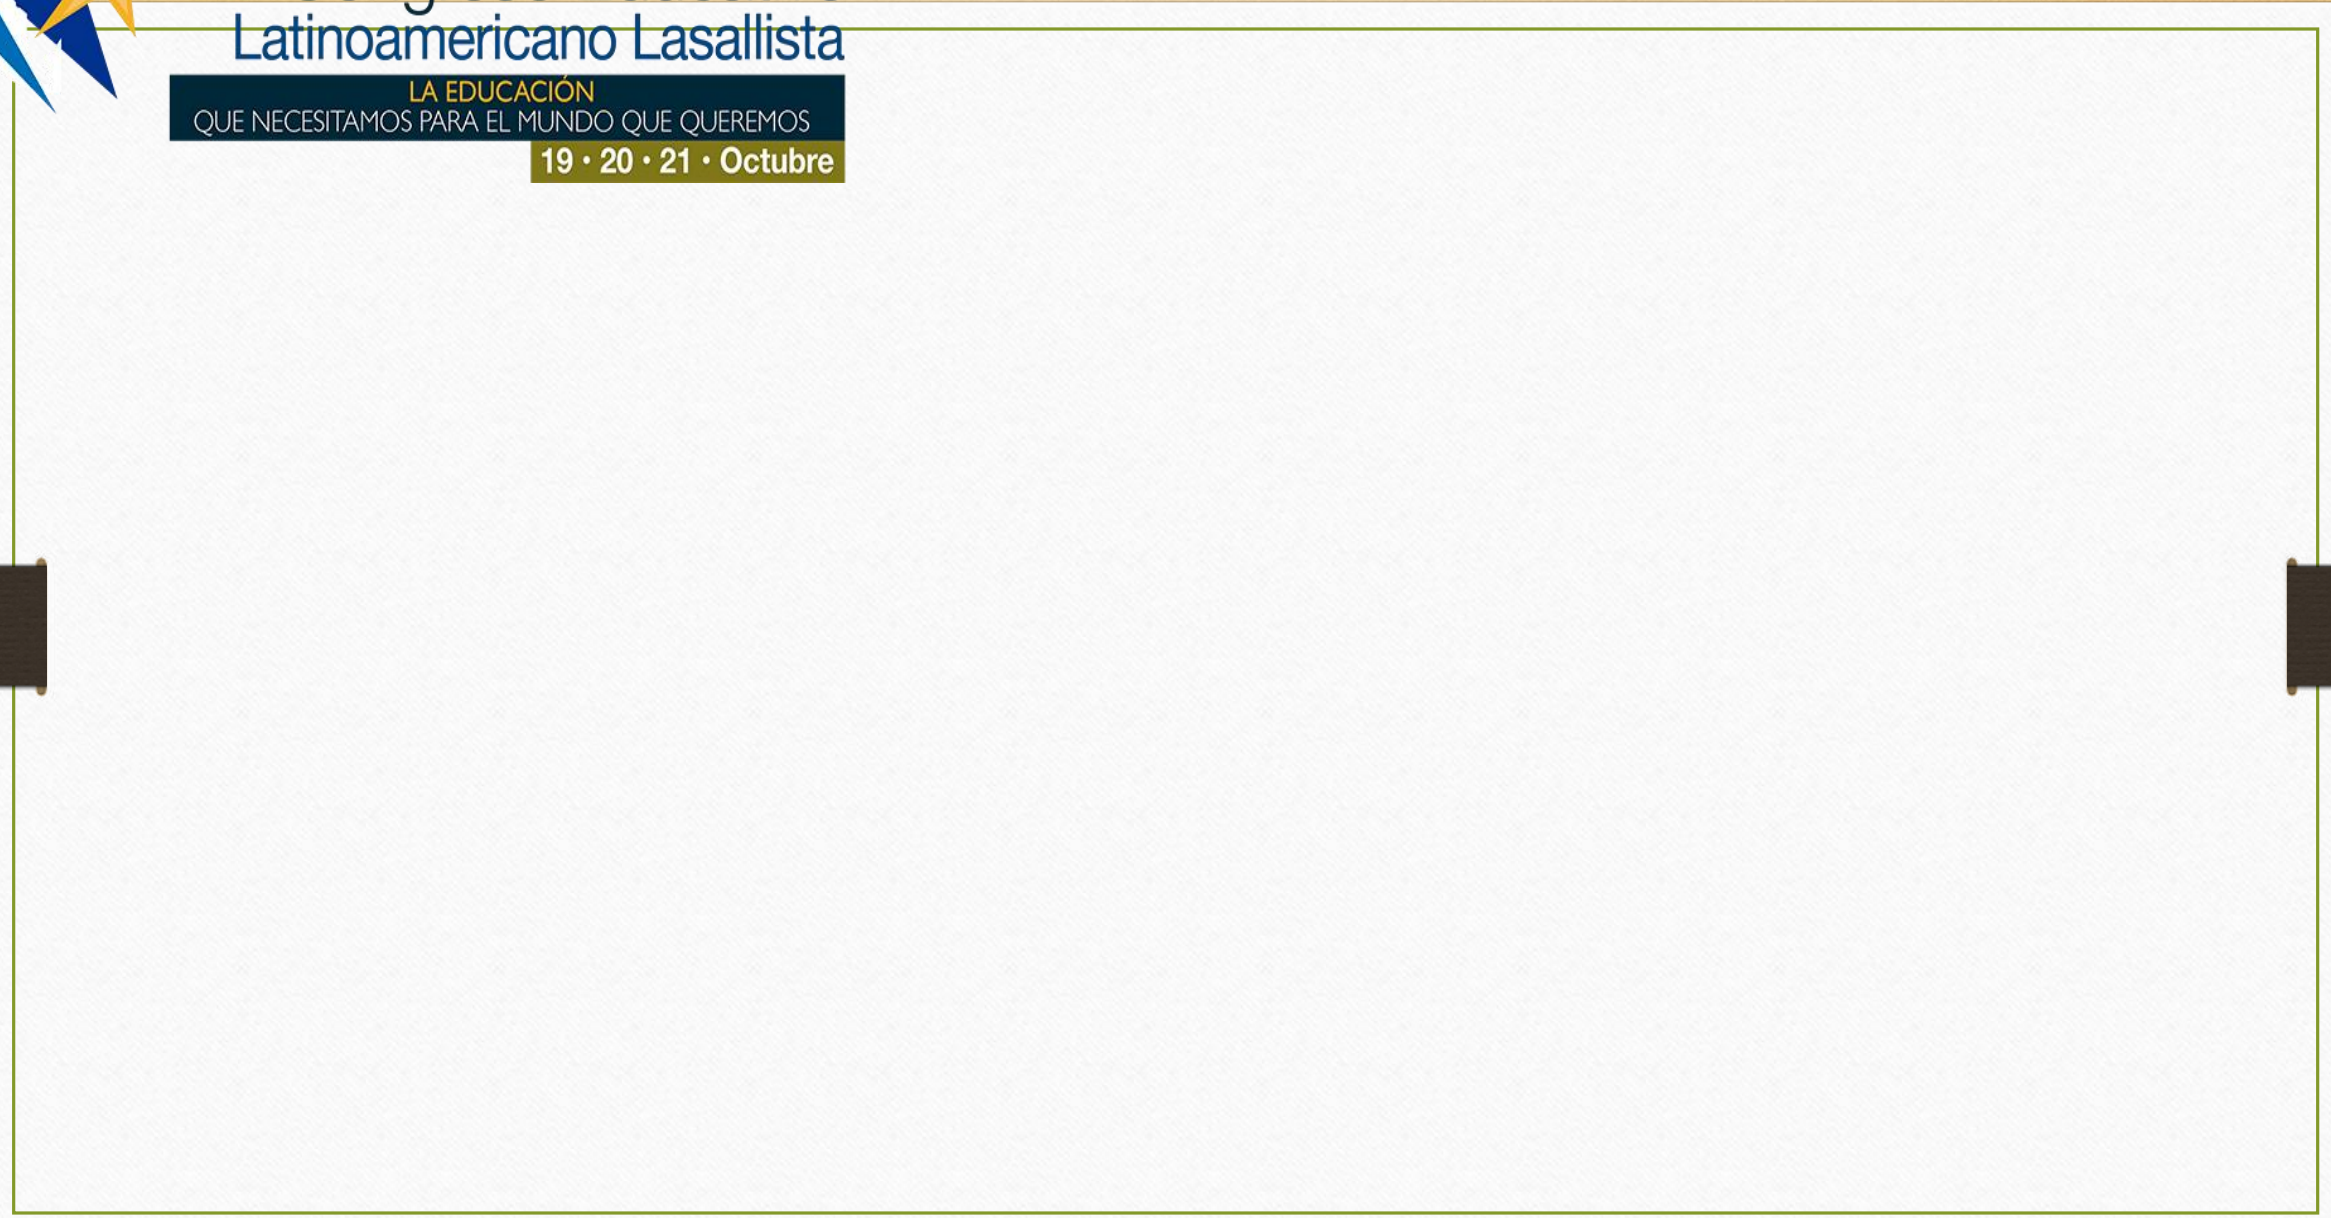 Latinoamericano Lasallista
LA EDUCACIÓN
QUE NECESITAMOS PARA EL MUNDO QUE QUEREMOS
19 • 20 • 21 • Octubre